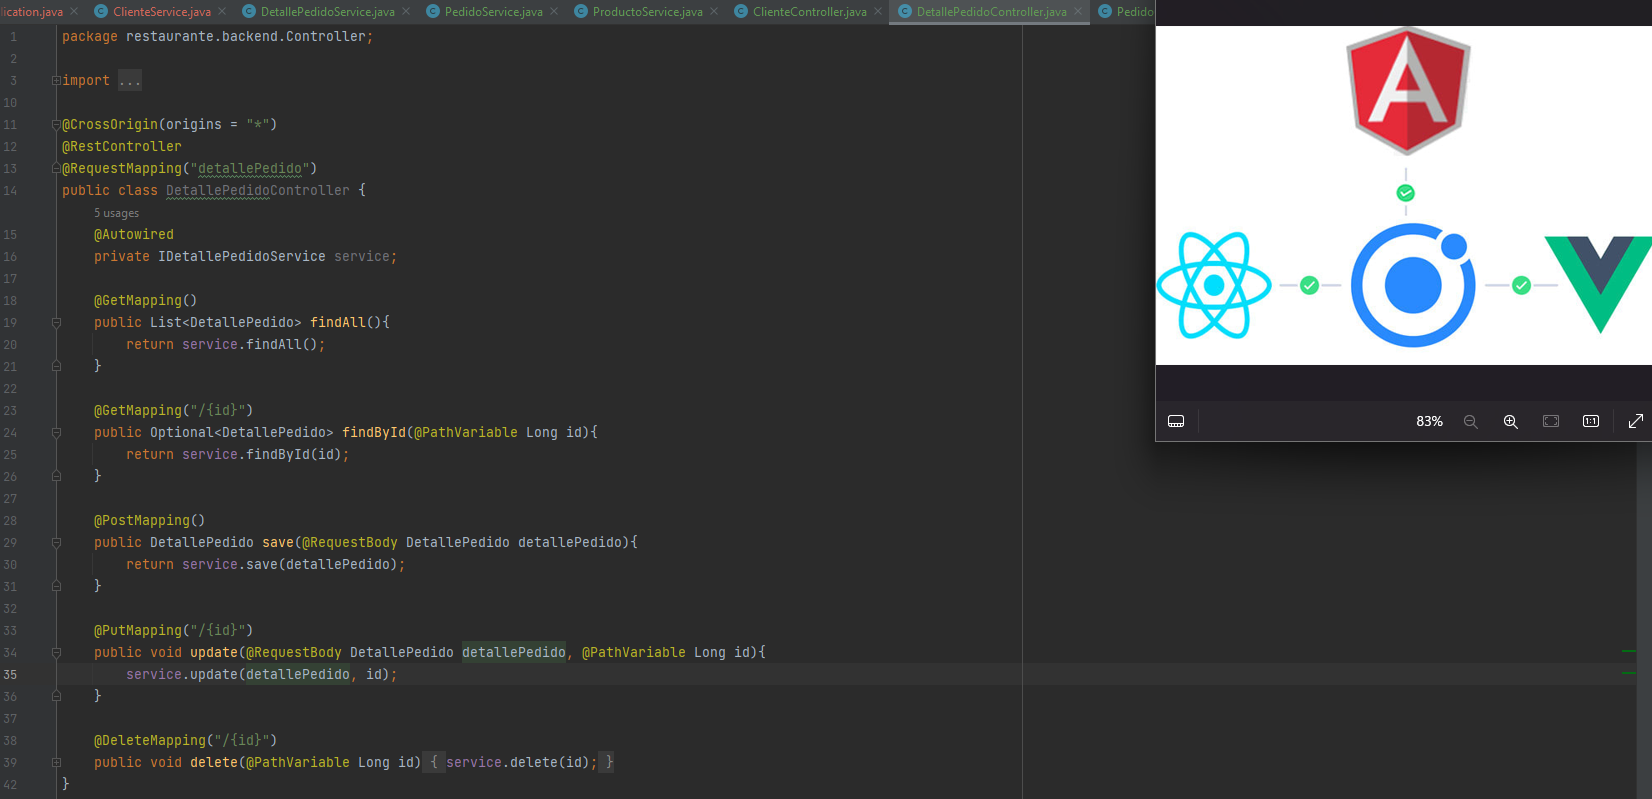 lication.java ClienteService.java DetallePedidoService.java PedidoService.java ProductoService.java ClienteController.java DetallePedidoController.java Pedido
1 package restaurante.backend.Controller;
2
3 import ...
10
11 @CrossOrigin(origins = "*")
12 @RestController
13 @RequestMapping("detallePedido")
14 public class DetallePedidoController {
5 usages
15 @Autowired
16 private IDetallePedidoService service;
17
18 @GetMapping()
19 public List<DetallePedido> findAll(){
20 return service.findAll();
21 }
22
23 @GetMapping("/{id}")
24 public Optional<DetallePedido> findById(@PathVariable Long id){
25 return service.findById(id);
26 }
27
28 @PostMapping()
29 public DetallePedido save(@RequestBody DetallePedido detallePedido){
30 return service.save(detallePedido);
31 }
32
33 @PutMapping("/{id}")
34 public void update(@RequestBody DetallePedido detallePedido, @PathVariable Long id){
35 service.update(detallePedido, id);
36 }
37
38 @DeleteMapping("/{id}")
39 public void delete(@PathVariable Long id) { service.delete(id); }
42 }
A
83% 1:1